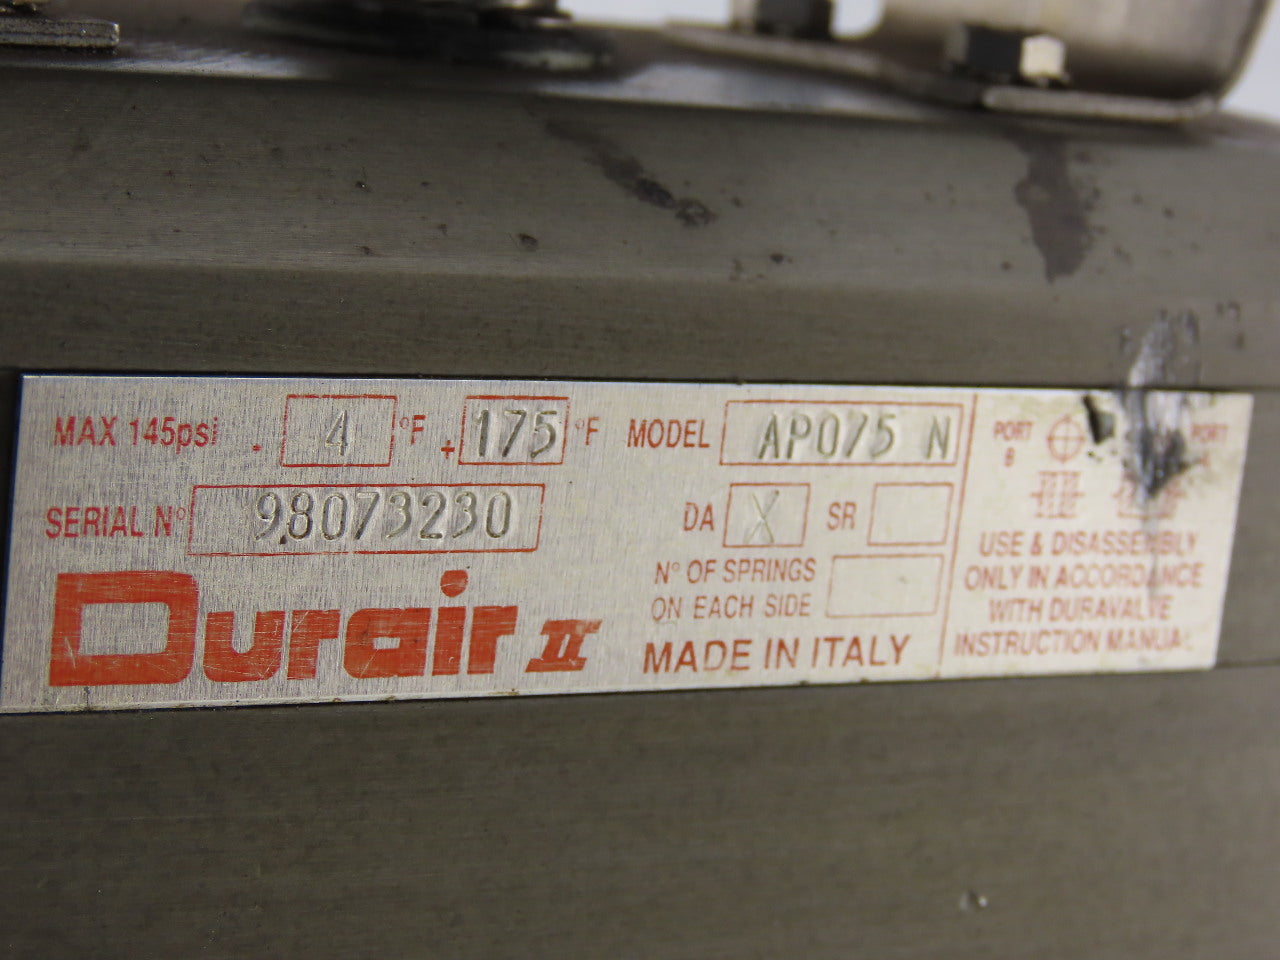 MAX 145psi - 4 °F + 175 °F MODEL AP075 N
SERIAL N° 98073230
DA X SR
N° OF SPRINGS
ON EACH SIDE
Durair II
MADE IN ITALY
PORT
B
PORT
USE & DISASSEMBLY
ONLY IN ACCORDANCE
WITH DURAVALVE
INSTRUCTION MANUAL